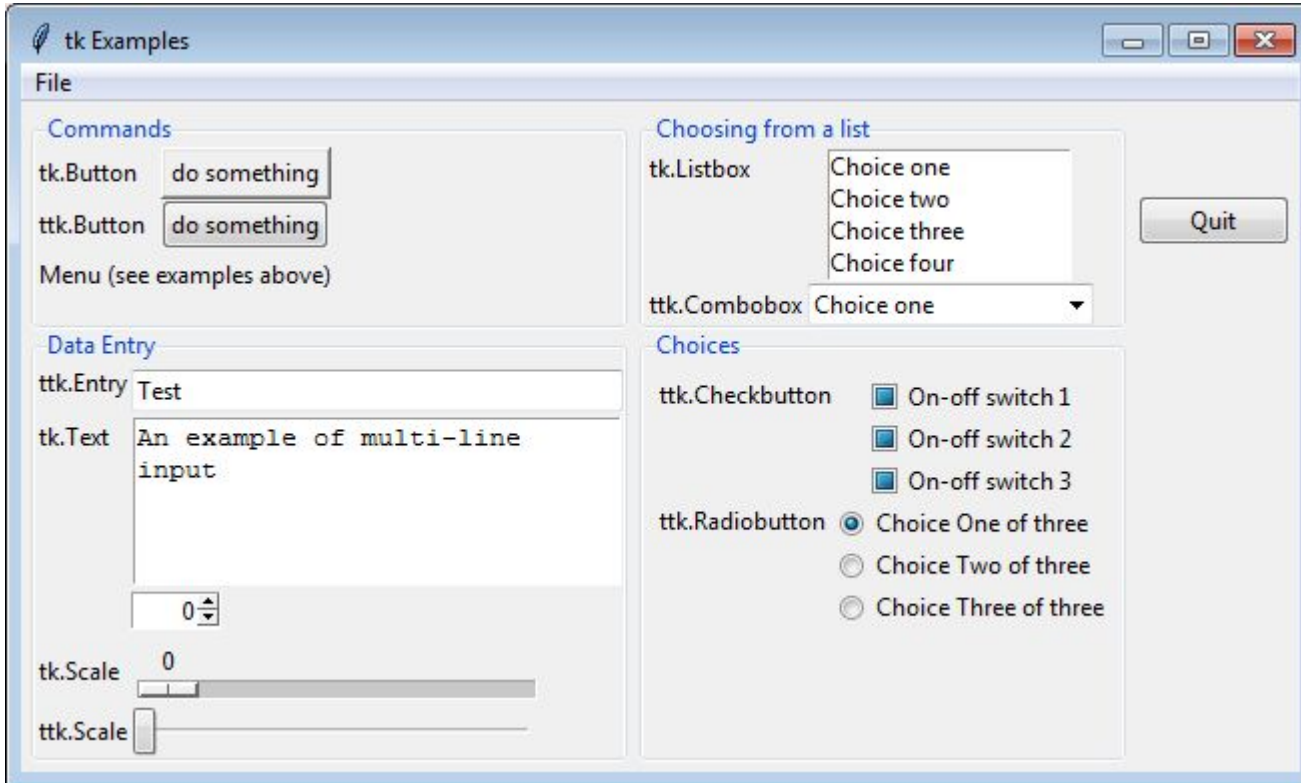 tk Examples
File
Commands
tk.Button do something
ttk.Button do something
Menu (see examples above)
Choosing from a list
tk.Listbox Choice one
Choice two
Choice three
Choice four
ttk.Combobox Choice one
Quit
Data Entry
ttk.Entry Test
tk.Text An example of multi-line
input
0
tk.Scale 0
ttk.Scale
Choices
ttk.Checkbutton On-off switch 1
On-off switch 2
On-off switch 3
ttk.Radiobutton Choice One of three
Choice Two of three
Choice Three of three